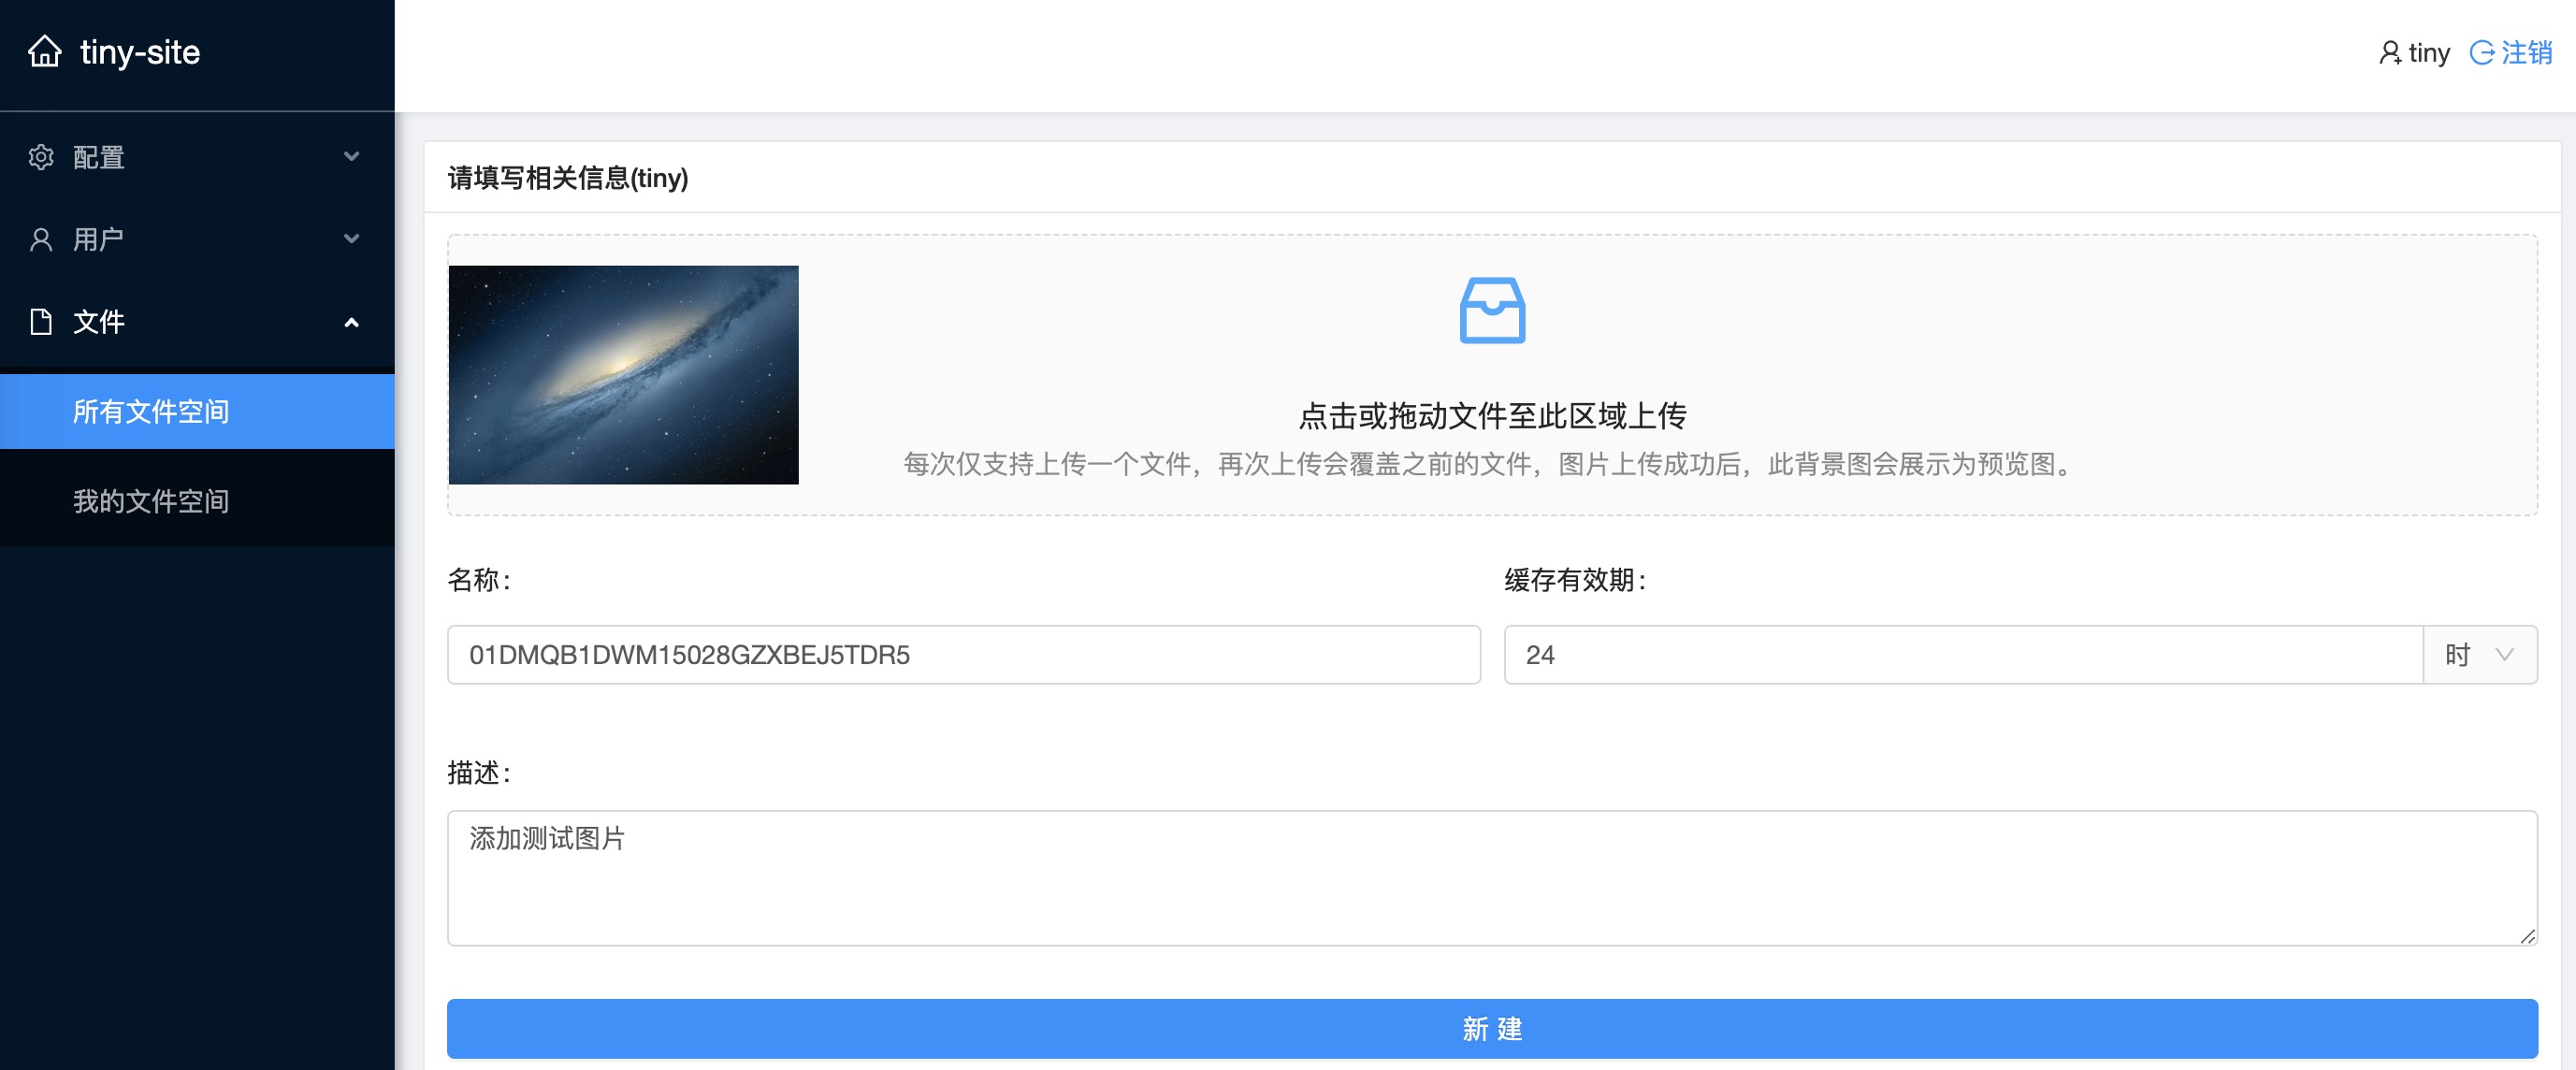 tiny-site
tiny 注销
配置
用户
文件
所有文件空间
我的文件空间
请填写相关信息(tiny)
点击或拖动文件至此区域上传
每次仅支持上传一个文件，再次上传会覆盖之前的文件，图片上传成功后，此背景图会展示为预览图。
名称：
缓存有效期：
01DMQB1DWM15028GZXBEJ5TDR5
24 时
描述：
添加测试图片
新 建